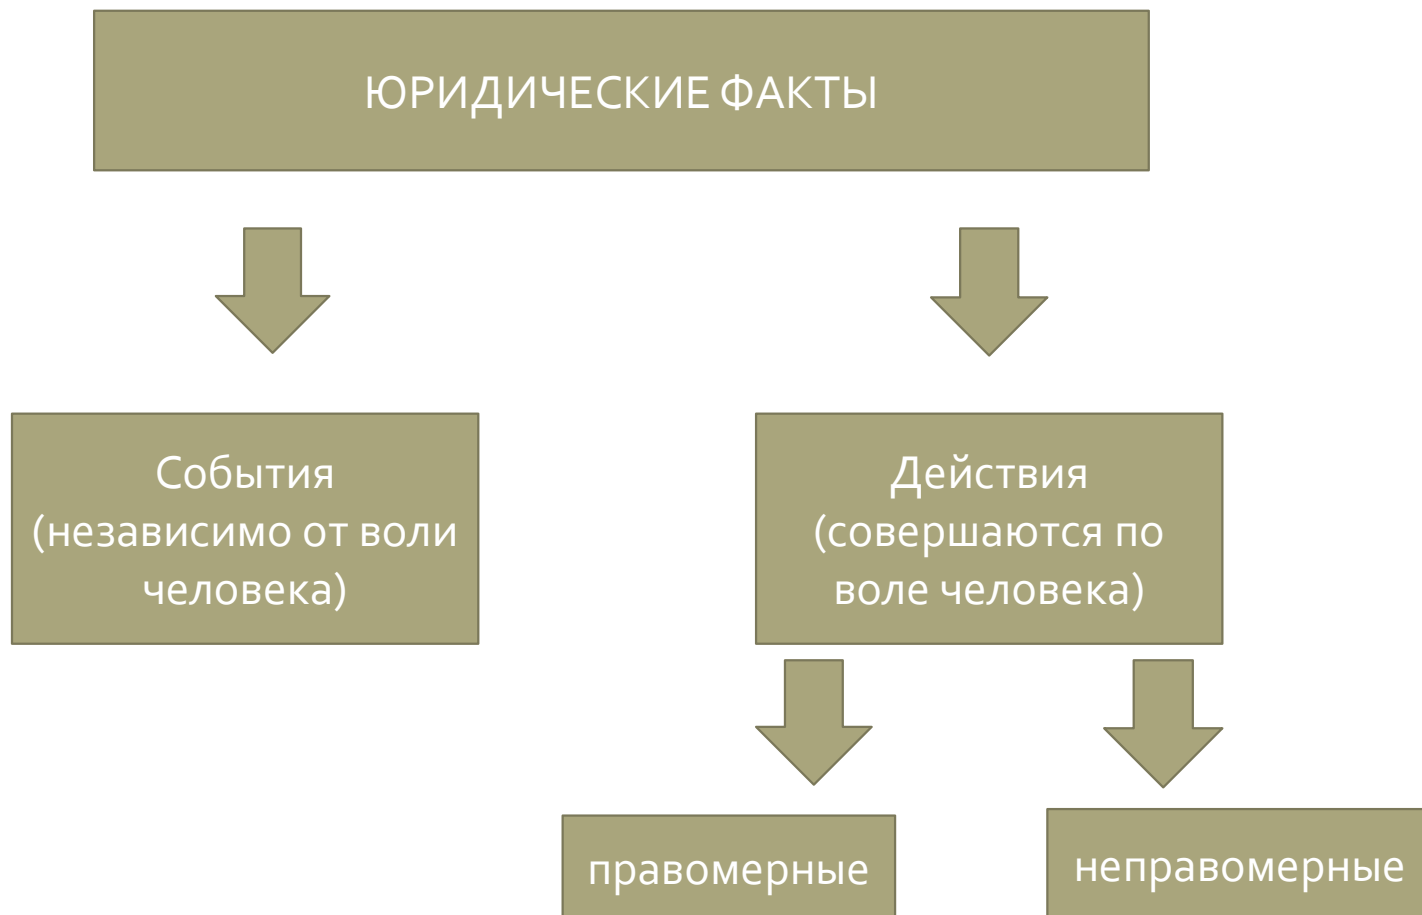 ЮРИДИЧЕСКИЕ ФАКТЫ
События
(независимо от воли
человека)
Действия
(совершаются по
воле человека)
правомерные
неправомерные